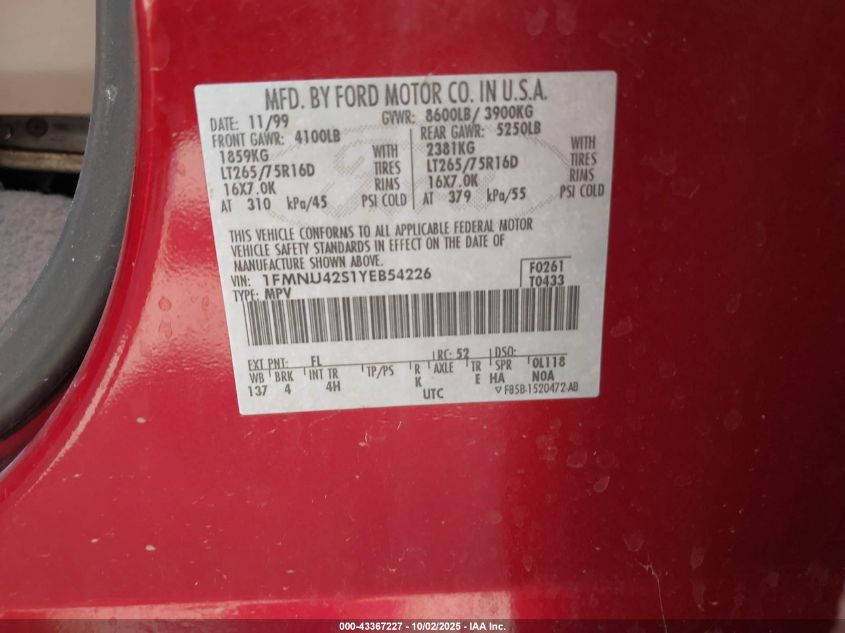 MFD. BY FORD MOTOR CO. IN U.S.A.
DATE: 11/99 GVWR: 8600LB/ 3900KG
FRONT GAWR: 4100LB REAR GAWR: 5250LB
1859KG WITH 2381KG WITH
LT265/75R16D TIRES LT265/75R16D TIRES
16X7.0K RIMS 16X7.0K RIMS
AT 310 kPa/45 PSI COLD AT 379 kPa/55 PSI COLD
THIS VEHICLE CONFORMS TO ALL APPLICABLE FEDERAL MOTOR
VEHICLE SAFETY STANDARDS IN EFFECT ON THE DATE OF
MANUFACTURE SHOWN ABOVE.
VIN: 1FMNU42S1YEB54226 F0261
TYPE: MPV T0433
EXT PNT: FL RC: 52 DSO:
WB BRK INT TR TP/PS R AXLE TR SPR OL118
137 4 4H K E HA NOA
UTC F85B-1520472-AB
000-43367227 - 10/02/2025 - IAA Inc.